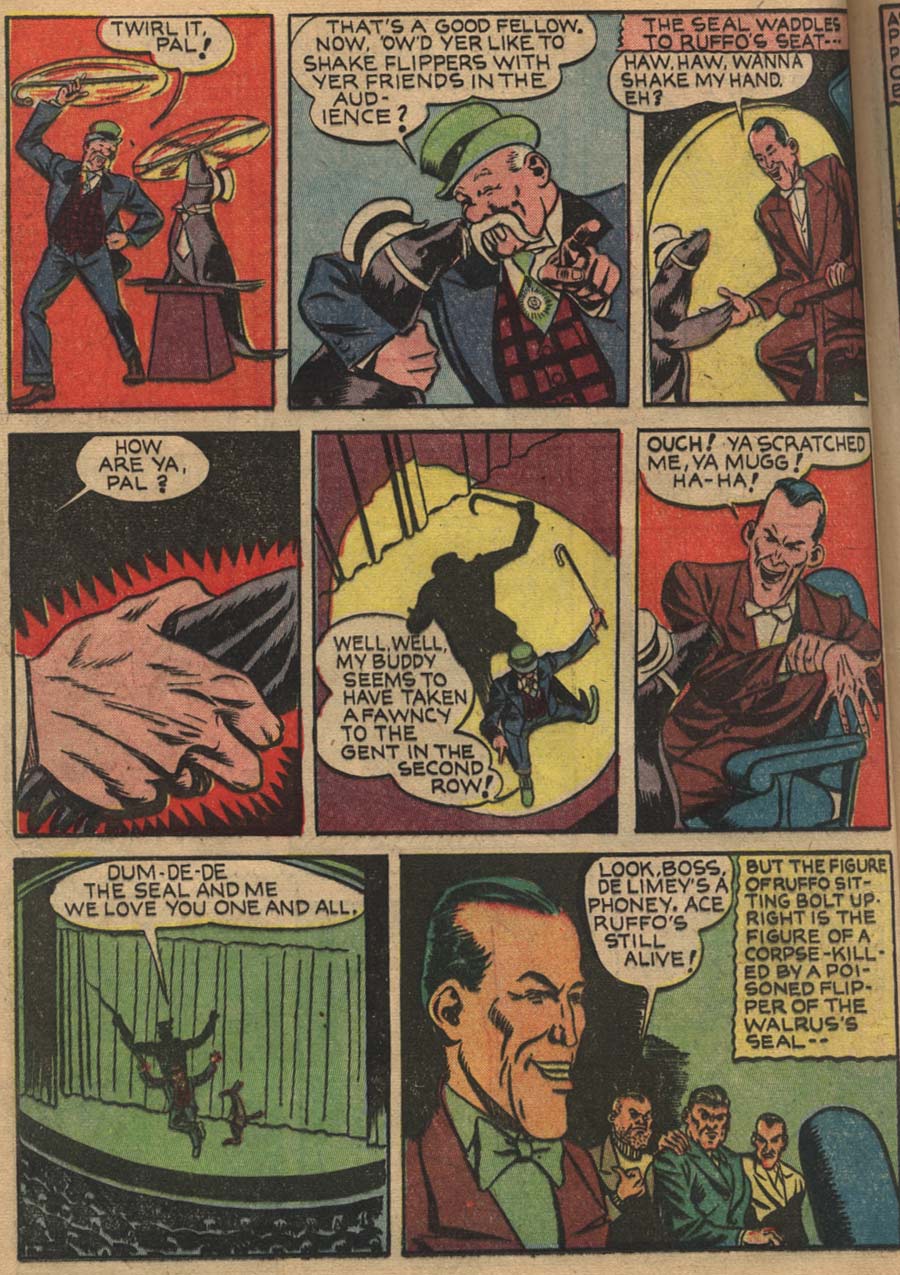 TWIRL IT,
PAL!
THAT'S A GOOD FELLOW.
NOW, 'OW'D YER LIKE TO
SHAKE FLIPPERS WITH
YER FRIENDS IN THE
AUD-
IENCE?
THE SEAL WADDLES
TO RUFFO'S SEAT---
HAW, HAW, WANNA
SHAKE MY HAND.
EH?
HOW
ARE YA,
PAL?
WELL, WELL,
MY BUDDY
SEEMS TO
HAVE TAKEN
A FAWNCY
TO THE
GENT IN THE
SECOND
ROW!
OUCH! YA SCRATCHED
ME, YA MUGG!
HA-HA!
DUM-DE-DE
THE SEAL AND ME
WE LOVE YOU ONE AND ALL.
LOOK, BOSS,
DE LIMEY'S A
PHONEY. ACE
RUFFO'S
STILL
ALIVE!
BUT THE FIGURE
OF RUFFO SIT-
TING BOLT UP-
RIGHT IS THE
FIGURE OF A
CORPSE-KILL-
ED BY A POI-
SONED FLIP-
PER OF THE
WALRUS'S
SEAL--